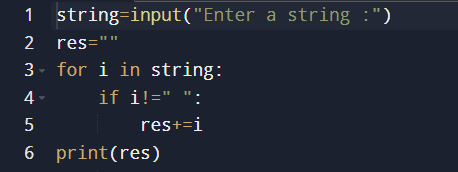 1 string=input("Enter a string :")
2 res=""
3 for i in string:
4     if i!=" ":
5         res+=i
6 print(res)